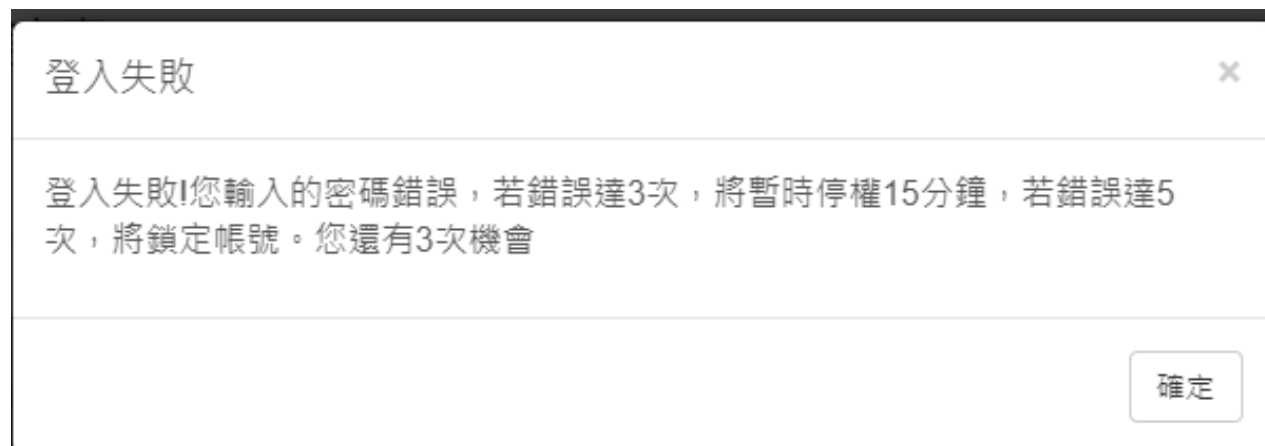 登入失敗
×
登入失敗!您輸入的密碼錯誤，若錯誤達3次，將暫時停權15分鐘，若錯誤達5
次，將鎖定帳號。您還有3次機會
確定